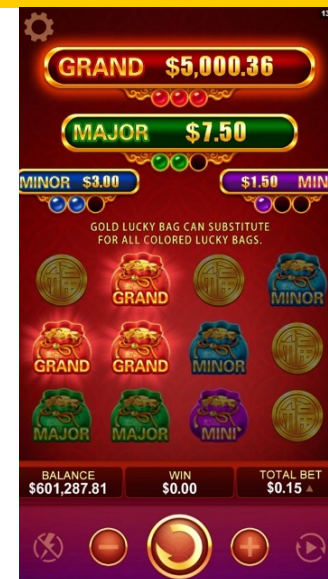 GRAND $5,000.36
MAJOR $7.50
MINOR $3.00
$1.50 MIN
GOLD LUCKY BAG CAN SUBSTITUTE
FOR ALL COLORED LUCKY BAGS.
GRAND
MINOR
GRAND
GRAND
MINOR
MAJOR
MAJOR
MINI
BALANCE
$601,287.81
WIN
$0.00
TOTAL BET
$0.15